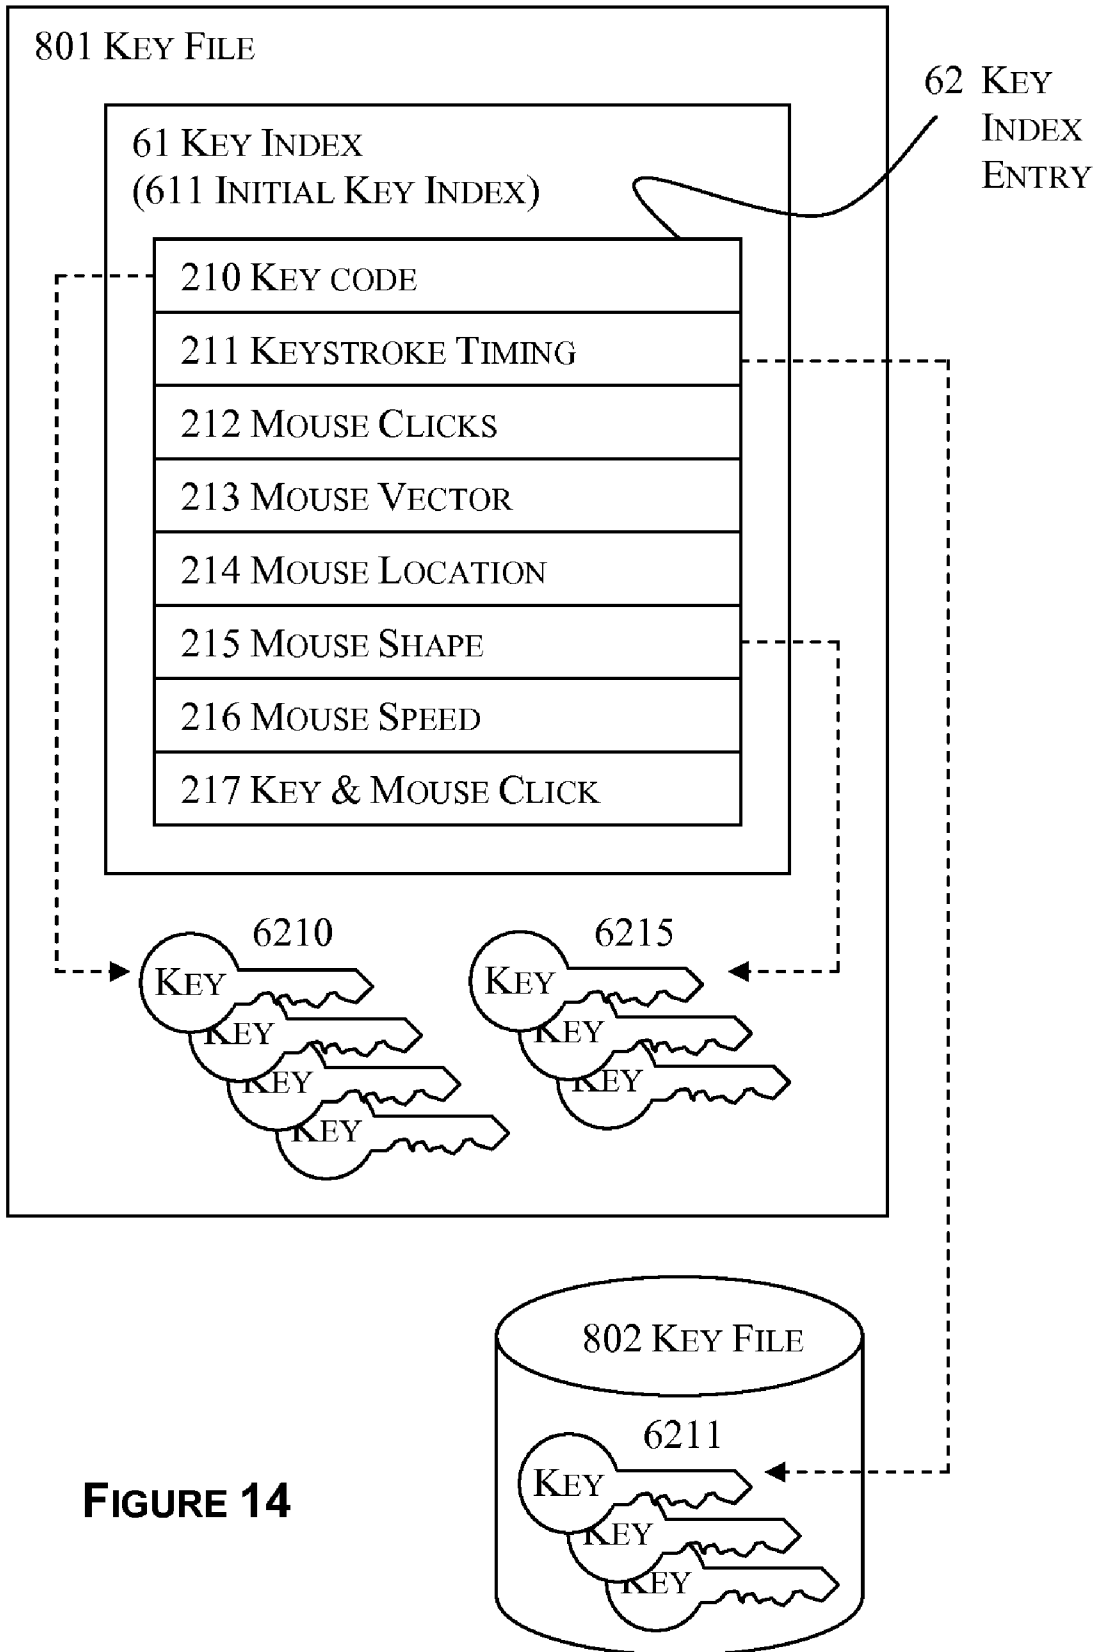 801 KEY FILE
62 KEY
INDEX
ENTRY
61 KEY INDEX
(611 INITIAL KEY INDEX)
210 KEY CODE
211 KEYSTROKE TIMING
212 MOUSE CLICKS
213 MOUSE VECTOR
214 MOUSE LOCATION
215 MOUSE SHAPE
216 MOUSE SPEED
217 KEY & MOUSE CLICK
6210
KEY
KEY
KEY
KEY
6215
KEY
KEY
KEY
802 KEY FILE
6211
KEY
KEY
KEY
FIGURE 14